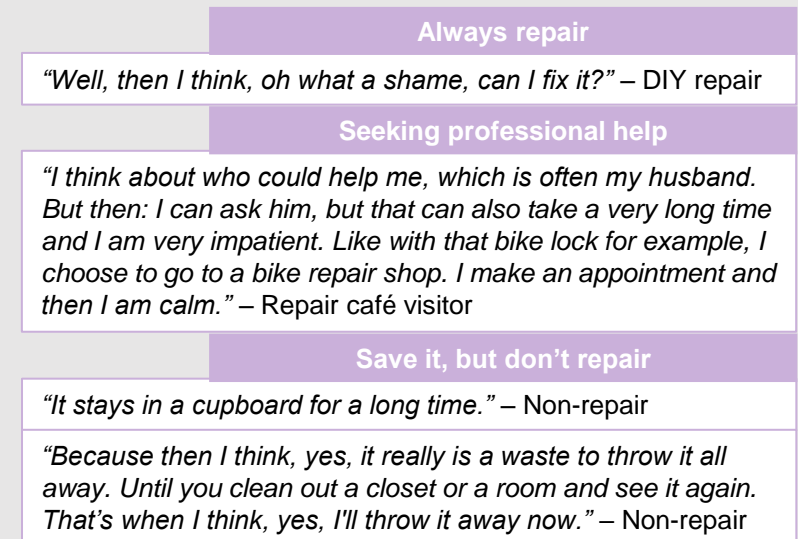 Always repair
“Well, then I think, oh what a shame, can I fix it?” – DIY repair
Seeking professional help
“I think about who could help me, which is often my husband.
But then: I can ask him, but that can also take a very long time
and I am very impatient. Like with that bike lock for example, I
choose to go to a bike repair shop. I make an appointment and
then I am calm.” – Repair café visitor
Save it, but don’t repair
“It stays in a cupboard for a long time.” – Non-repair
“Because then I think, yes, it really is a waste to throw it all
away. Until you clean out a closet or a room and see it again.
That’s when I think, yes, I'll throw it away now.” – Non-repair